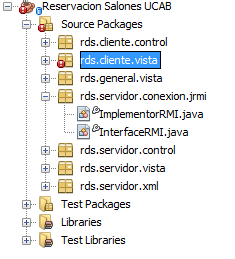 Reservacion Salones UCAB
Source Packages
rds.cliente.control
rds.cliente.vista
rds.general.vista
rds.servidor.conexion.jrmi
ImplementorRMI.java
InterfaceRMI.java
rds.servidor.control
rds.servidor.vista
rds.servidor.xml
Test Packages
Libraries
Test Libraries